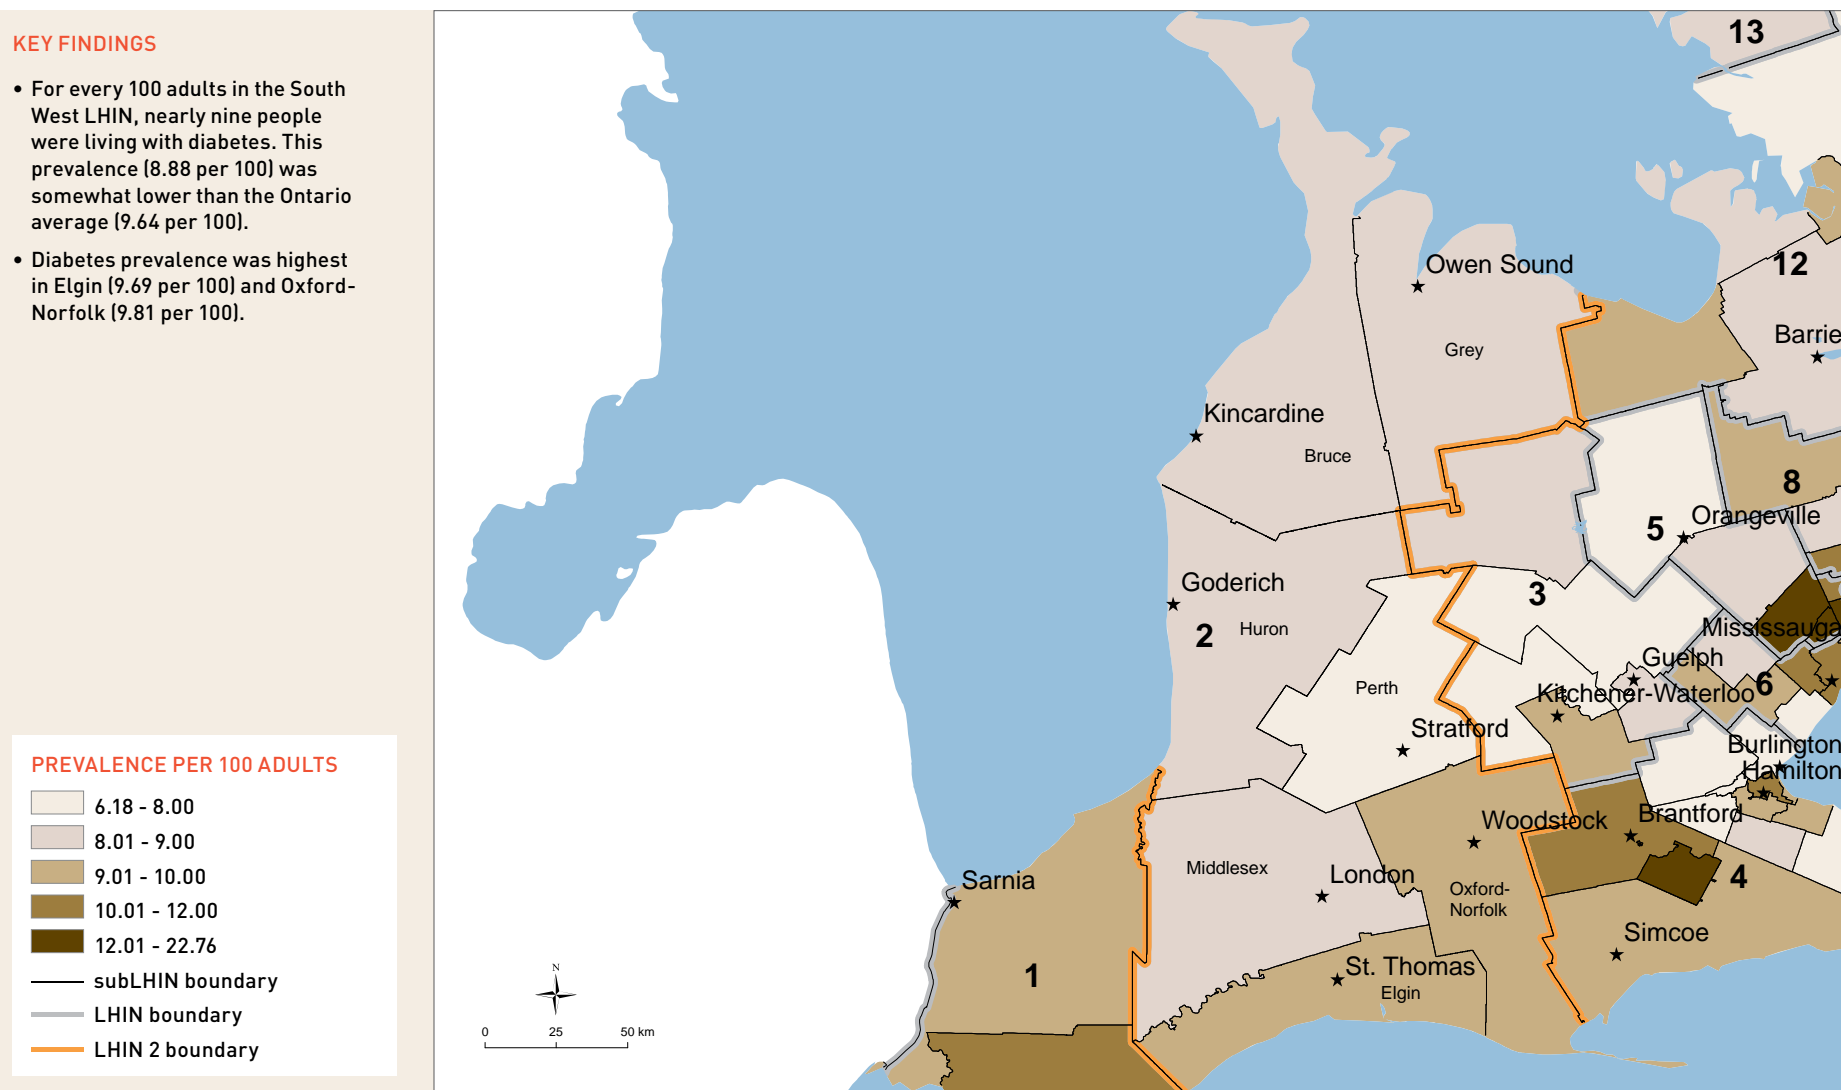 KEY FINDINGS
• For every 100 adults in the South
West LHIN, nearly nine people
were living with diabetes. This
prevalence (8.88 per 100) was
somewhat lower than the Ontario
average (9.64 per 100).
• Diabetes prevalence was highest
in Elgin (9.69 per 100) and Oxford-
Norfolk (9.81 per 100).
PREVALENCE PER 100 ADULTS
6.18 - 8.00
8.01 - 9.00
9.01 - 10.00
10.01 - 12.00
12.01 - 22.76
subLHIN boundary
LHIN boundary
LHIN 2 boundary
N
0 25 50 km
13
12
Owen Sound
Barrie
Grey
Kincardine
Bruce
8
5
Orangeville
Goderich
3
2
Huron
Mississauga
Guelph
Perth
Kitchener-Waterloo
6
Stratford
Burlington
Hamilton
Woodstock
Brantford
Middlesex
London
Sarnia
4
Oxford-
Norfolk
Simcoe
1
St. Thomas
Elgin